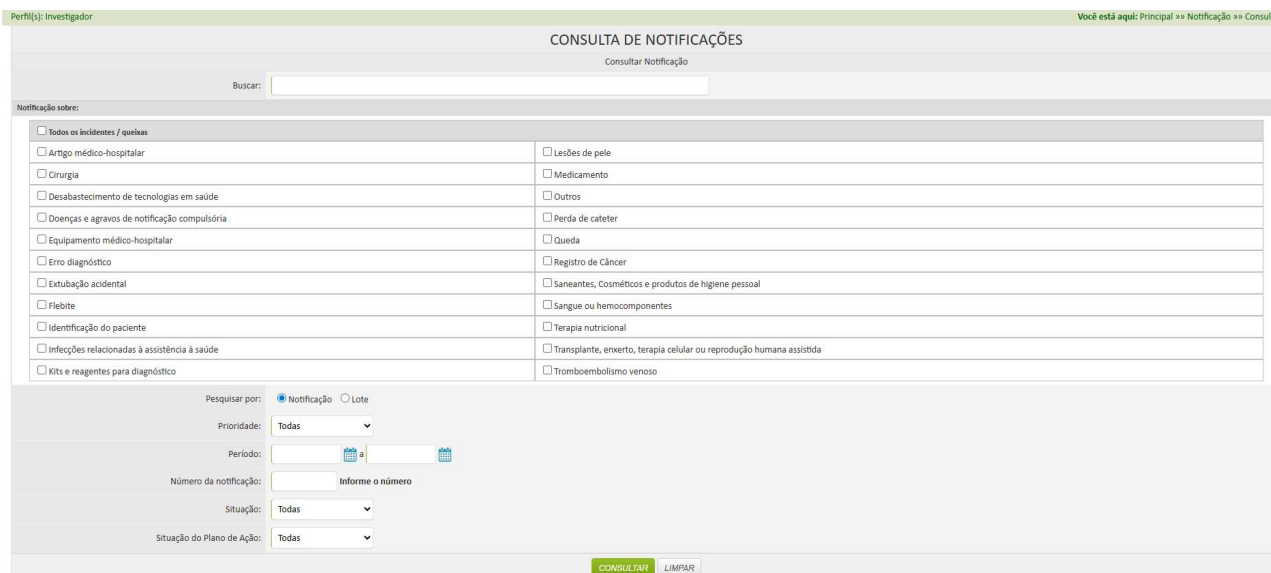 Perfil(s): Investigador
Você está aqui: Principal »» Notificação »» Consul
CONSULTA DE NOTIFICAÇÕES
Consultar Notificação
Buscar:
Notificação sobre:
Todos os incidentes / queixas
Artigo médico-hospitalar
Lesões de pele
Cirurgia
Medicamento
Desabastecimento de tecnologias em saúde
Outros
Doenças e agravos de notificação compulsória
Perda de cateter
Equipamento médico-hospitalar
Queda
Erro diagnóstico
Registro de Câncer
Extubação acidental
Saneantes, Cosméticos e produtos de higiene pessoal
Flebite
Sangue ou hemocomponentes
Identificação do paciente
Terapia nutricional
Infecções relacionadas à assistência à saúde
Transplante, enxerto, terapia celular ou reprodução humana assistida
Kits e reagentes para diagnóstico
Tromboembolismo venoso
Pesquisar por: Notificação Lote
Prioridade: Todas
Período: a
Número da notificação: Informe o número
Situação: Todas
Situação do Plano de Ação: Todas
CONSULTAR LIMPAR